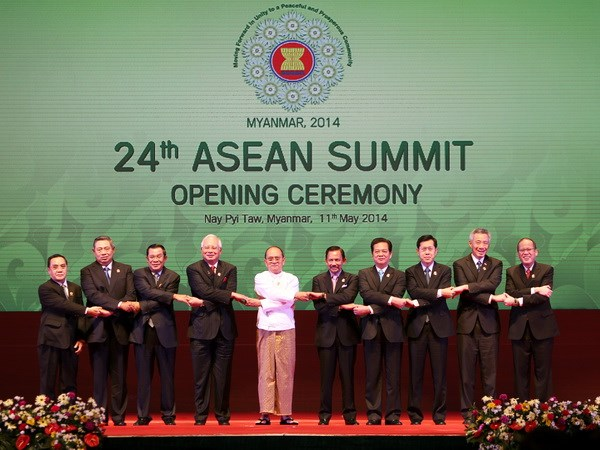 Moving Forward in Unity to a Peaceful and Prosperous Community
MYANMAR, 2014
24th ASEAN SUMMIT
OPENING CEREMONY
Nay Pyi Taw, Myanmar, 11th May 2014